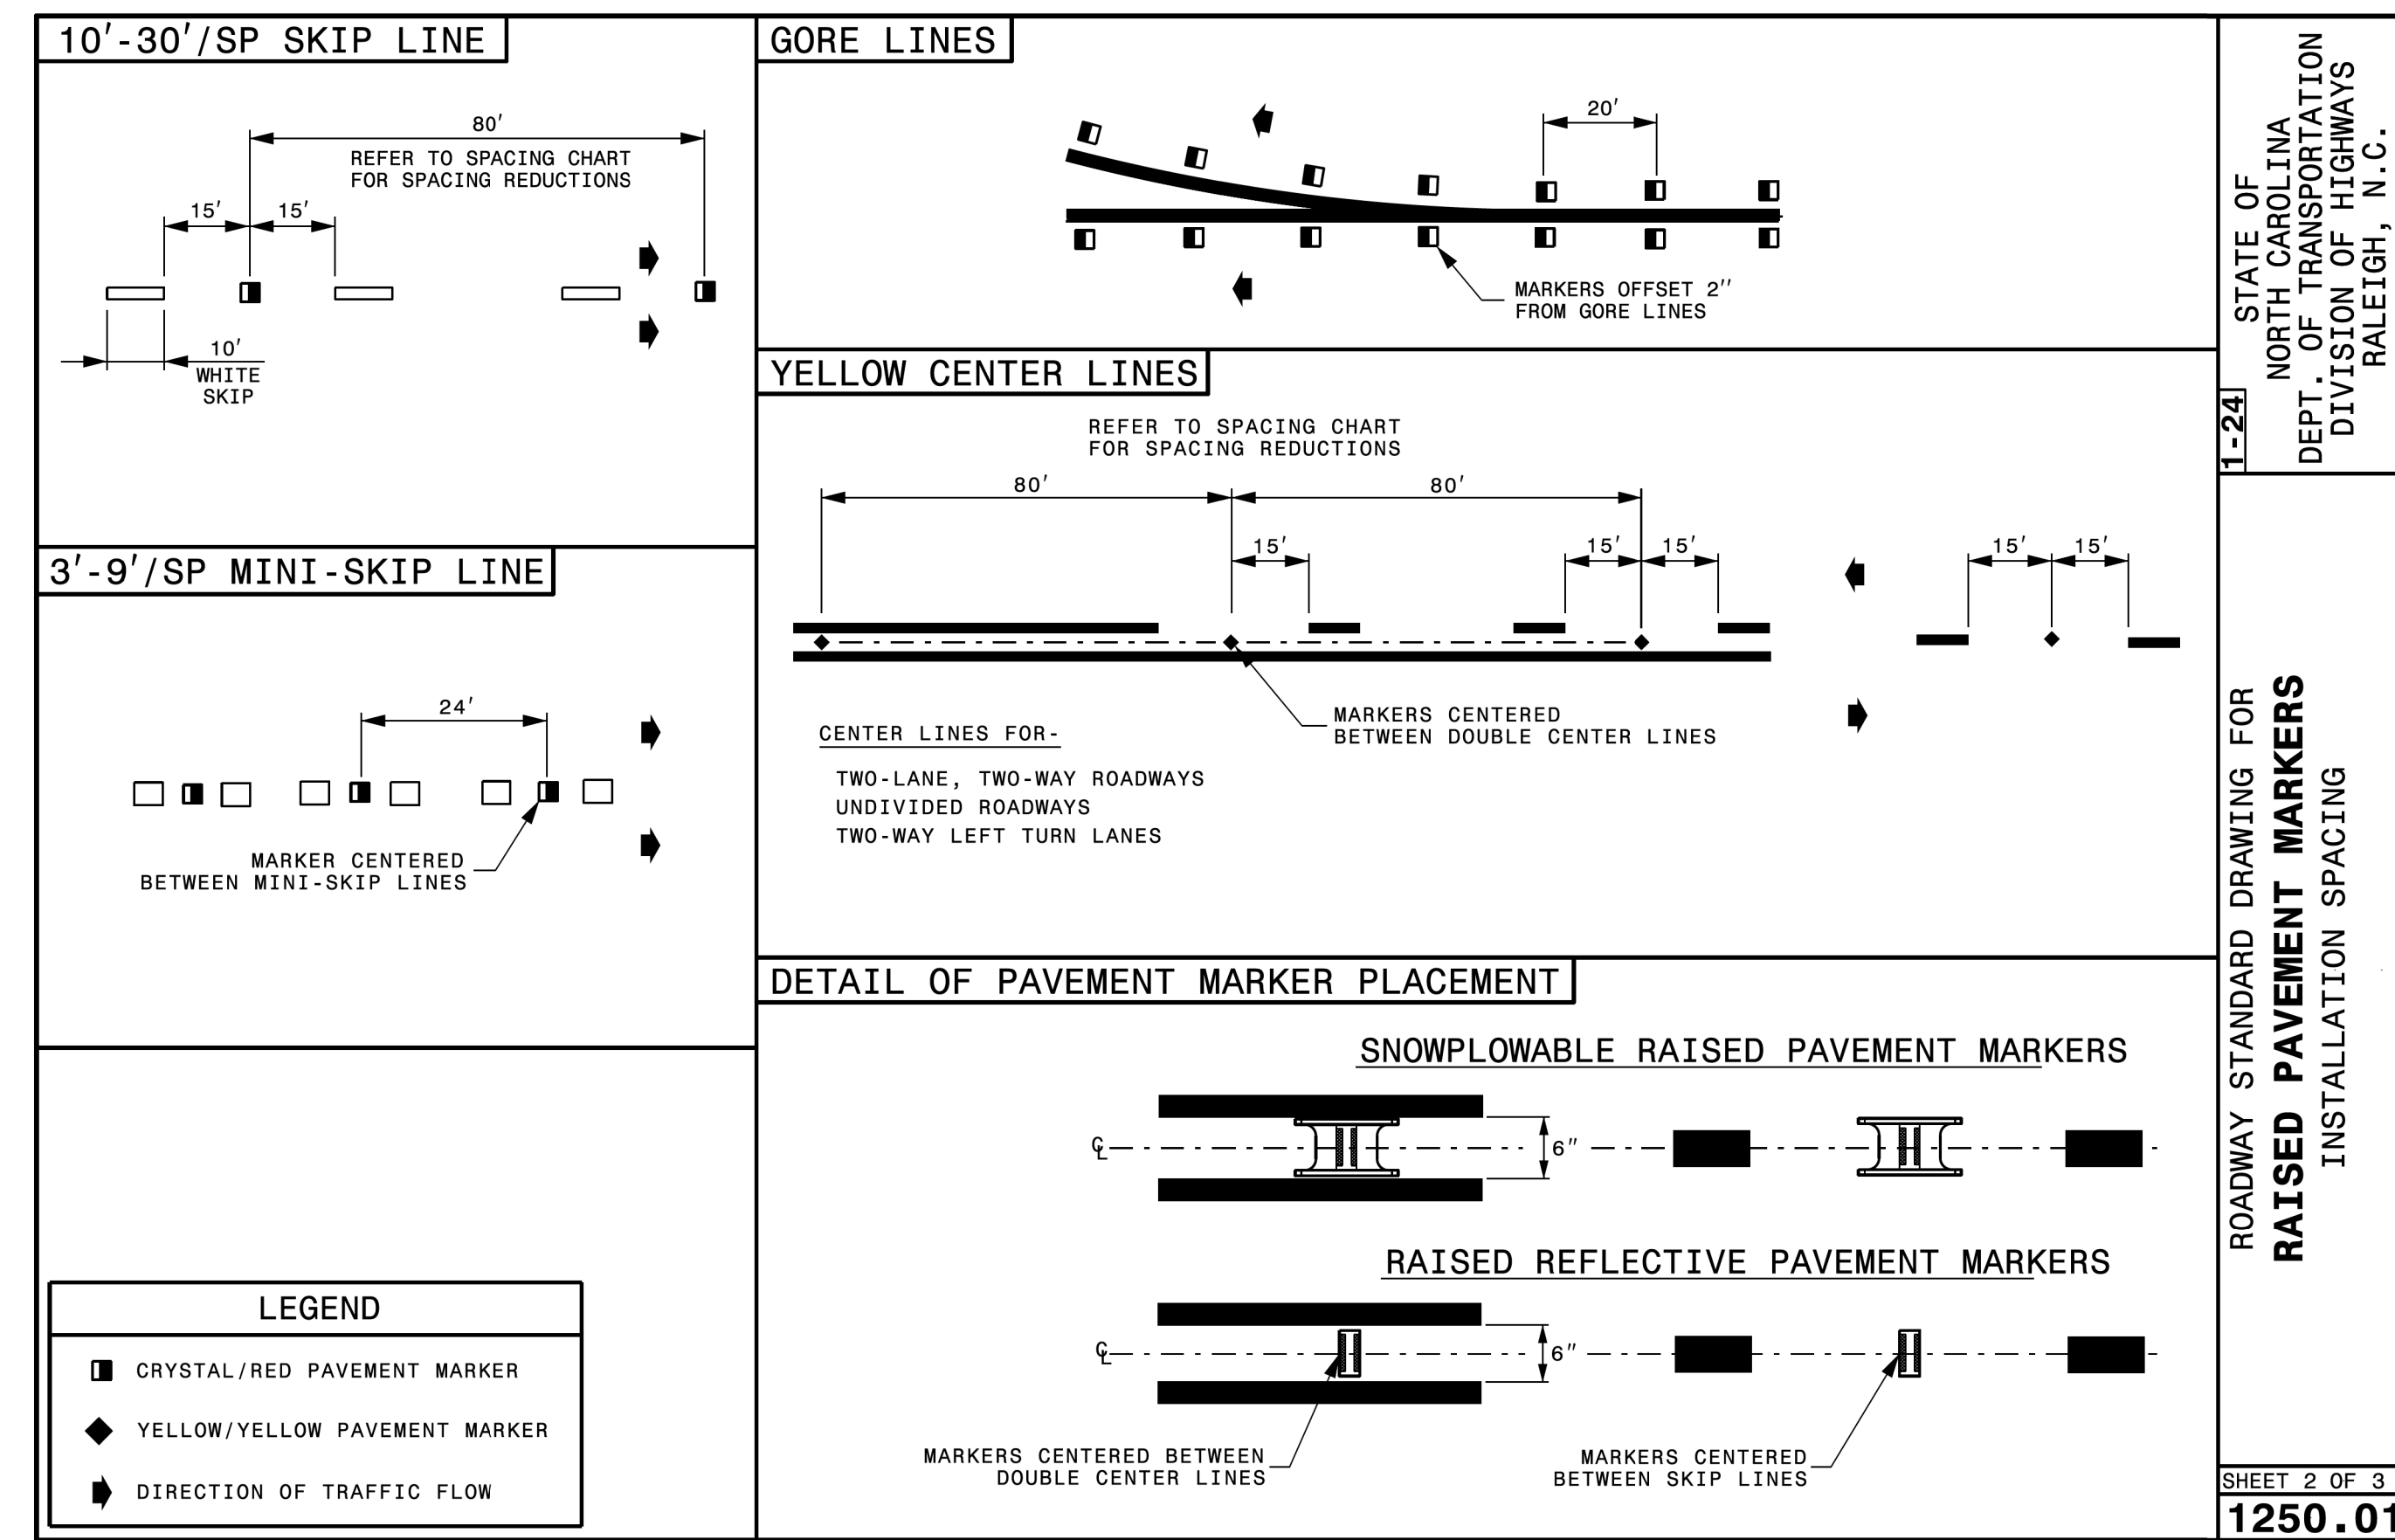 10'-30'/SP SKIP LINE
80'
REFER TO SPACING CHART
FOR SPACING REDUCTIONS
15'
15'
10'
WHITE
SKIP
3'-9'/SP MINI-SKIP LINE
24'
MARKER CENTERED
BETWEEN MINI-SKIP LINES
LEGEND
CRYSTAL/RED PAVEMENT MARKER
YELLOW/YELLOW PAVEMENT MARKER
DIRECTION OF TRAFFIC FLOW
GORE LINES
20'
MARKERS OFFSET 2"
FROM GORE LINES
YELLOW CENTER LINES
REFER TO SPACING CHART
FOR SPACING REDUCTIONS
80'
80'
15'
15'
15'
15'
15'
MARKERS CENTERED
BETWEEN DOUBLE CENTER LINES
CENTER LINES FOR-
TWO-LANE, TWO-WAY ROADWAYS
UNDIVIDED ROADWAYS
TWO-WAY LEFT TURN LANES
DETAIL OF PAVEMENT MARKER PLACEMENT
SNOWPLOWABLE RAISED PAVEMENT MARKERS
℄
6"
RAISED REFLECTIVE PAVEMENT MARKERS
℄
6"
MARKERS CENTERED BETWEEN
DOUBLE CENTER LINES
MARKERS CENTERED
BETWEEN SKIP LINES
1-24
STATE OF
NORTH CAROLINA
DEPT. OF TRANSPORTATION
DIVISION OF HIGHWAYS
RALEIGH, N.C.
ROADWAY STANDARD DRAWING FOR
RAISED PAVEMENT MARKERS
INSTALLATION SPACING
SHEET 2 OF 3
1250.01